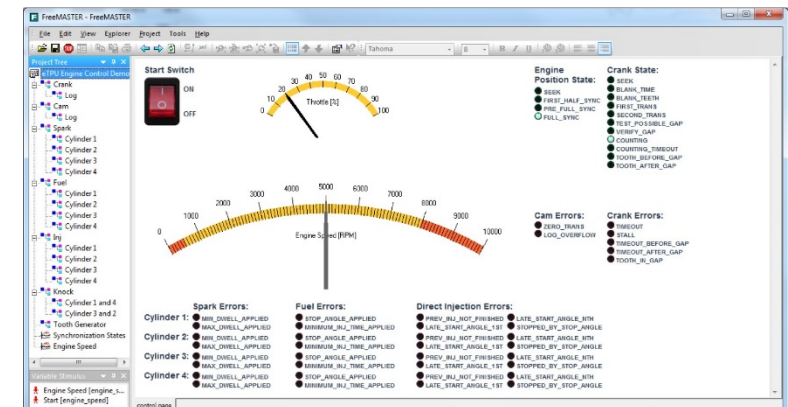 FreeMASTER - FreeMASTER
File Edit View Explorer Project Tools Help
Tahoma 8 B I U
Project Tree
eTPU Engine Control Demo
Crank
Log
Cam
Log
Spark
Cylinder 1
Cylinder 2
Cylinder 3
Cylinder 4
Fuel
Cylinder 1
Cylinder 2
Cylinder 3
Cylinder 4
Inj
Cylinder 1
Cylinder 2
Cylinder 3
Cylinder 4
Knock
Cylinder 1 and 4
Cylinder 3 and 2
Tooth Generator
Synchronization States
Engine Speed
Variable Stimulus
Engine Speed [engine_s...
Start [engine_speed]
Start Switch
ON
OFF
0 10 20 30 40 50 60 70 80 90 100
Throttle [%]
Engine
Position State:
SEEK
FIRST_HALF_SYNC
PRE_FULL_SYNC
FULL_SYNC
Crank State:
SEEK
BLANK_TIME
BLANK_TEETH
FIRST_TRANS
SECOND_TRANS
TEST_POSSIBLE_GAP
VERIFY_GAP
COUNTING
COUNTING_TIMEOUT
TOOTH_BEFORE_GAP
TOOTH_AFTER_GAP
0 1000 2000 3000 4000 5000 6000 7000 8000 9000 10000
Engine Speed [RPM]
Cam Errors:
ZERO_TRANS
LOG_OVERFLOW
Crank Errors:
TIMEOUT
STALL
TIMEOUT_BEFORE_GAP
TIMEOUT_AFTER_GAP
TOOTH_IN_GAP
Spark Errors: Fuel Errors: Direct Injection Errors:
Cylinder 1: MIN_DWELL_APPLIED STOP_ANGLE_APPLIED PREV_INJ_NOT_FINISHED LATE_START_ANGLE_NTH
MAX_DWELL_APPLIED MINIMUM_INJ_TIME_APPLIED LATE_START_ANGLE_1ST STOPPED_BY_STOP_ANGLE
Cylinder 2: MIN_DWELL_APPLIED STOP_ANGLE_APPLIED PREV_INJ_NOT_FINISHED LATE_START_ANGLE_NTH
MAX_DWELL_APPLIED MINIMUM_INJ_TIME_APPLIED LATE_START_ANGLE_1ST STOPPED_BY_STOP_ANGLE
Cylinder 3: MIN_DWELL_APPLIED STOP_ANGLE_APPLIED PREV_INJ_NOT_FINISHED LATE_START_ANGLE_NTH
MAX_DWELL_APPLIED MINIMUM_INJ_TIME_APPLIED LATE_START_ANGLE_1ST STOPPED_BY_STOP_ANGLE
Cylinder 4: MIN_DWELL_APPLIED STOP_ANGLE_APPLIED PREV_INJ_NOT_FINISHED LATE_START_ANGLE_NTH
MAX_DWELL_APPLIED MINIMUM_INJ_TIME_APPLIED LATE_START_ANGLE_1ST STOPPED_BY_STOP_ANGLE
control page